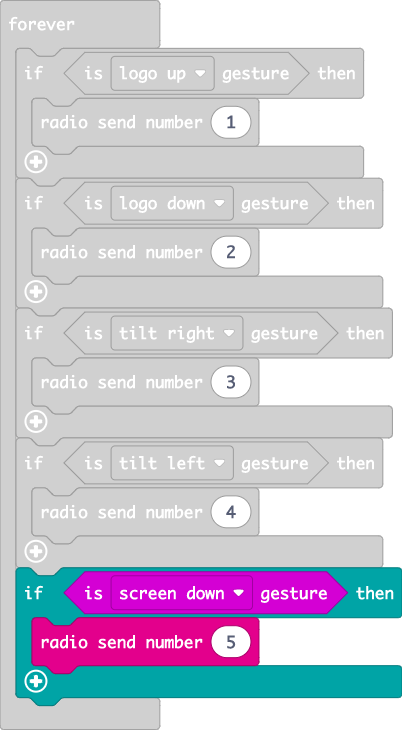 forever
if is logo up gesture then
radio send number 1
if is logo down gesture then
radio send number 2
if is tilt right gesture then
radio send number 3
if is tilt left gesture then
radio send number 4
if is screen down gesture then
radio send number 5